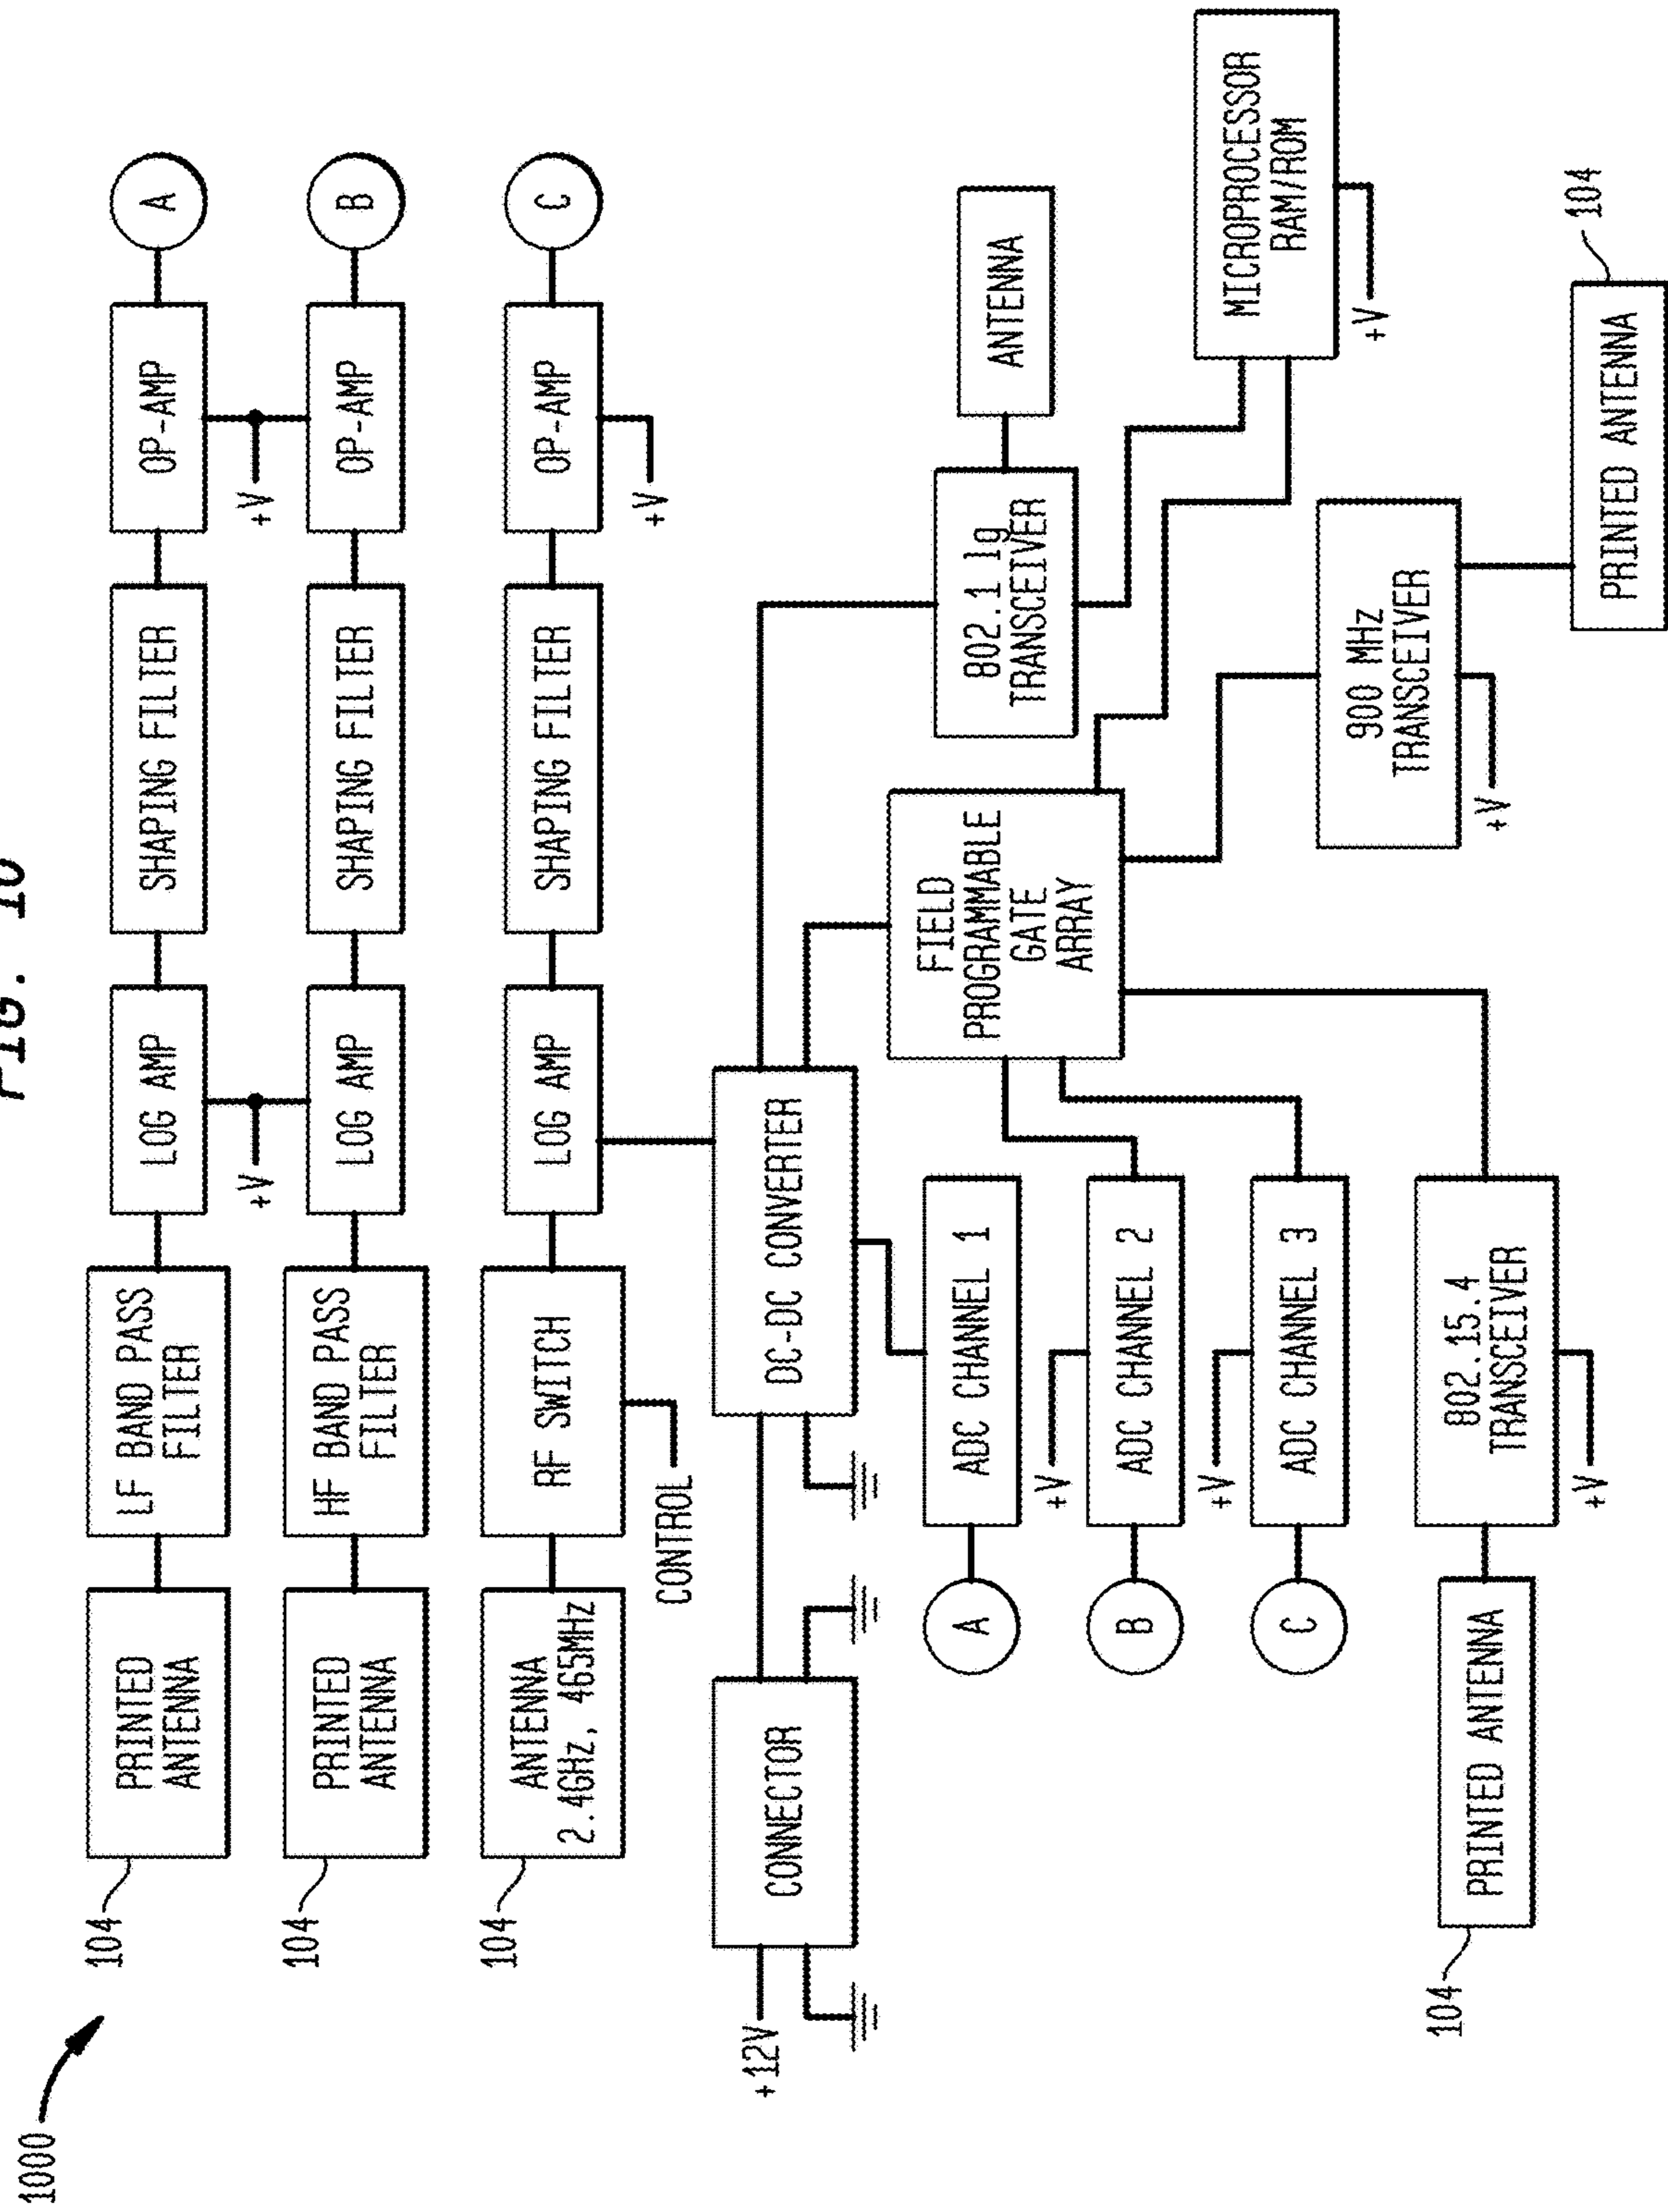 FIG. 10
1000
104
PRINTED
ANTENNA
LF BAND PASS
FILTER
LOG AMP
SHAPING FILTER
OP-AMP
A
+V
+V
104
PRINTED
ANTENNA
HF BAND PASS
FILTER
LOG AMP
SHAPING FILTER
OP-AMP
B
104
ANTENNA
2.4GHz, 465MHz
RF SWITCH
LOG AMP
SHAPING FILTER
OP-AMP
C
CONTROL
+V
+12V
CONNECTOR
DC-DC CONVERTER
802.1 1g
TRANSCEIVER
ANTENNA
FIELD
PROGRAMMABLE
GATE
ARRAY
A
ADC CHANNEL 1
+V
B
ADC CHANNEL 2
+V
C
ADC CHANNEL 3
MICROPROCESSOR
RAM/ROM
+V
900 MHz
TRANSCEIVER
+V
104
PRINTED ANTENNA
802.15.4
TRANSCEIVER
+V
104
PRINTED ANTENNA